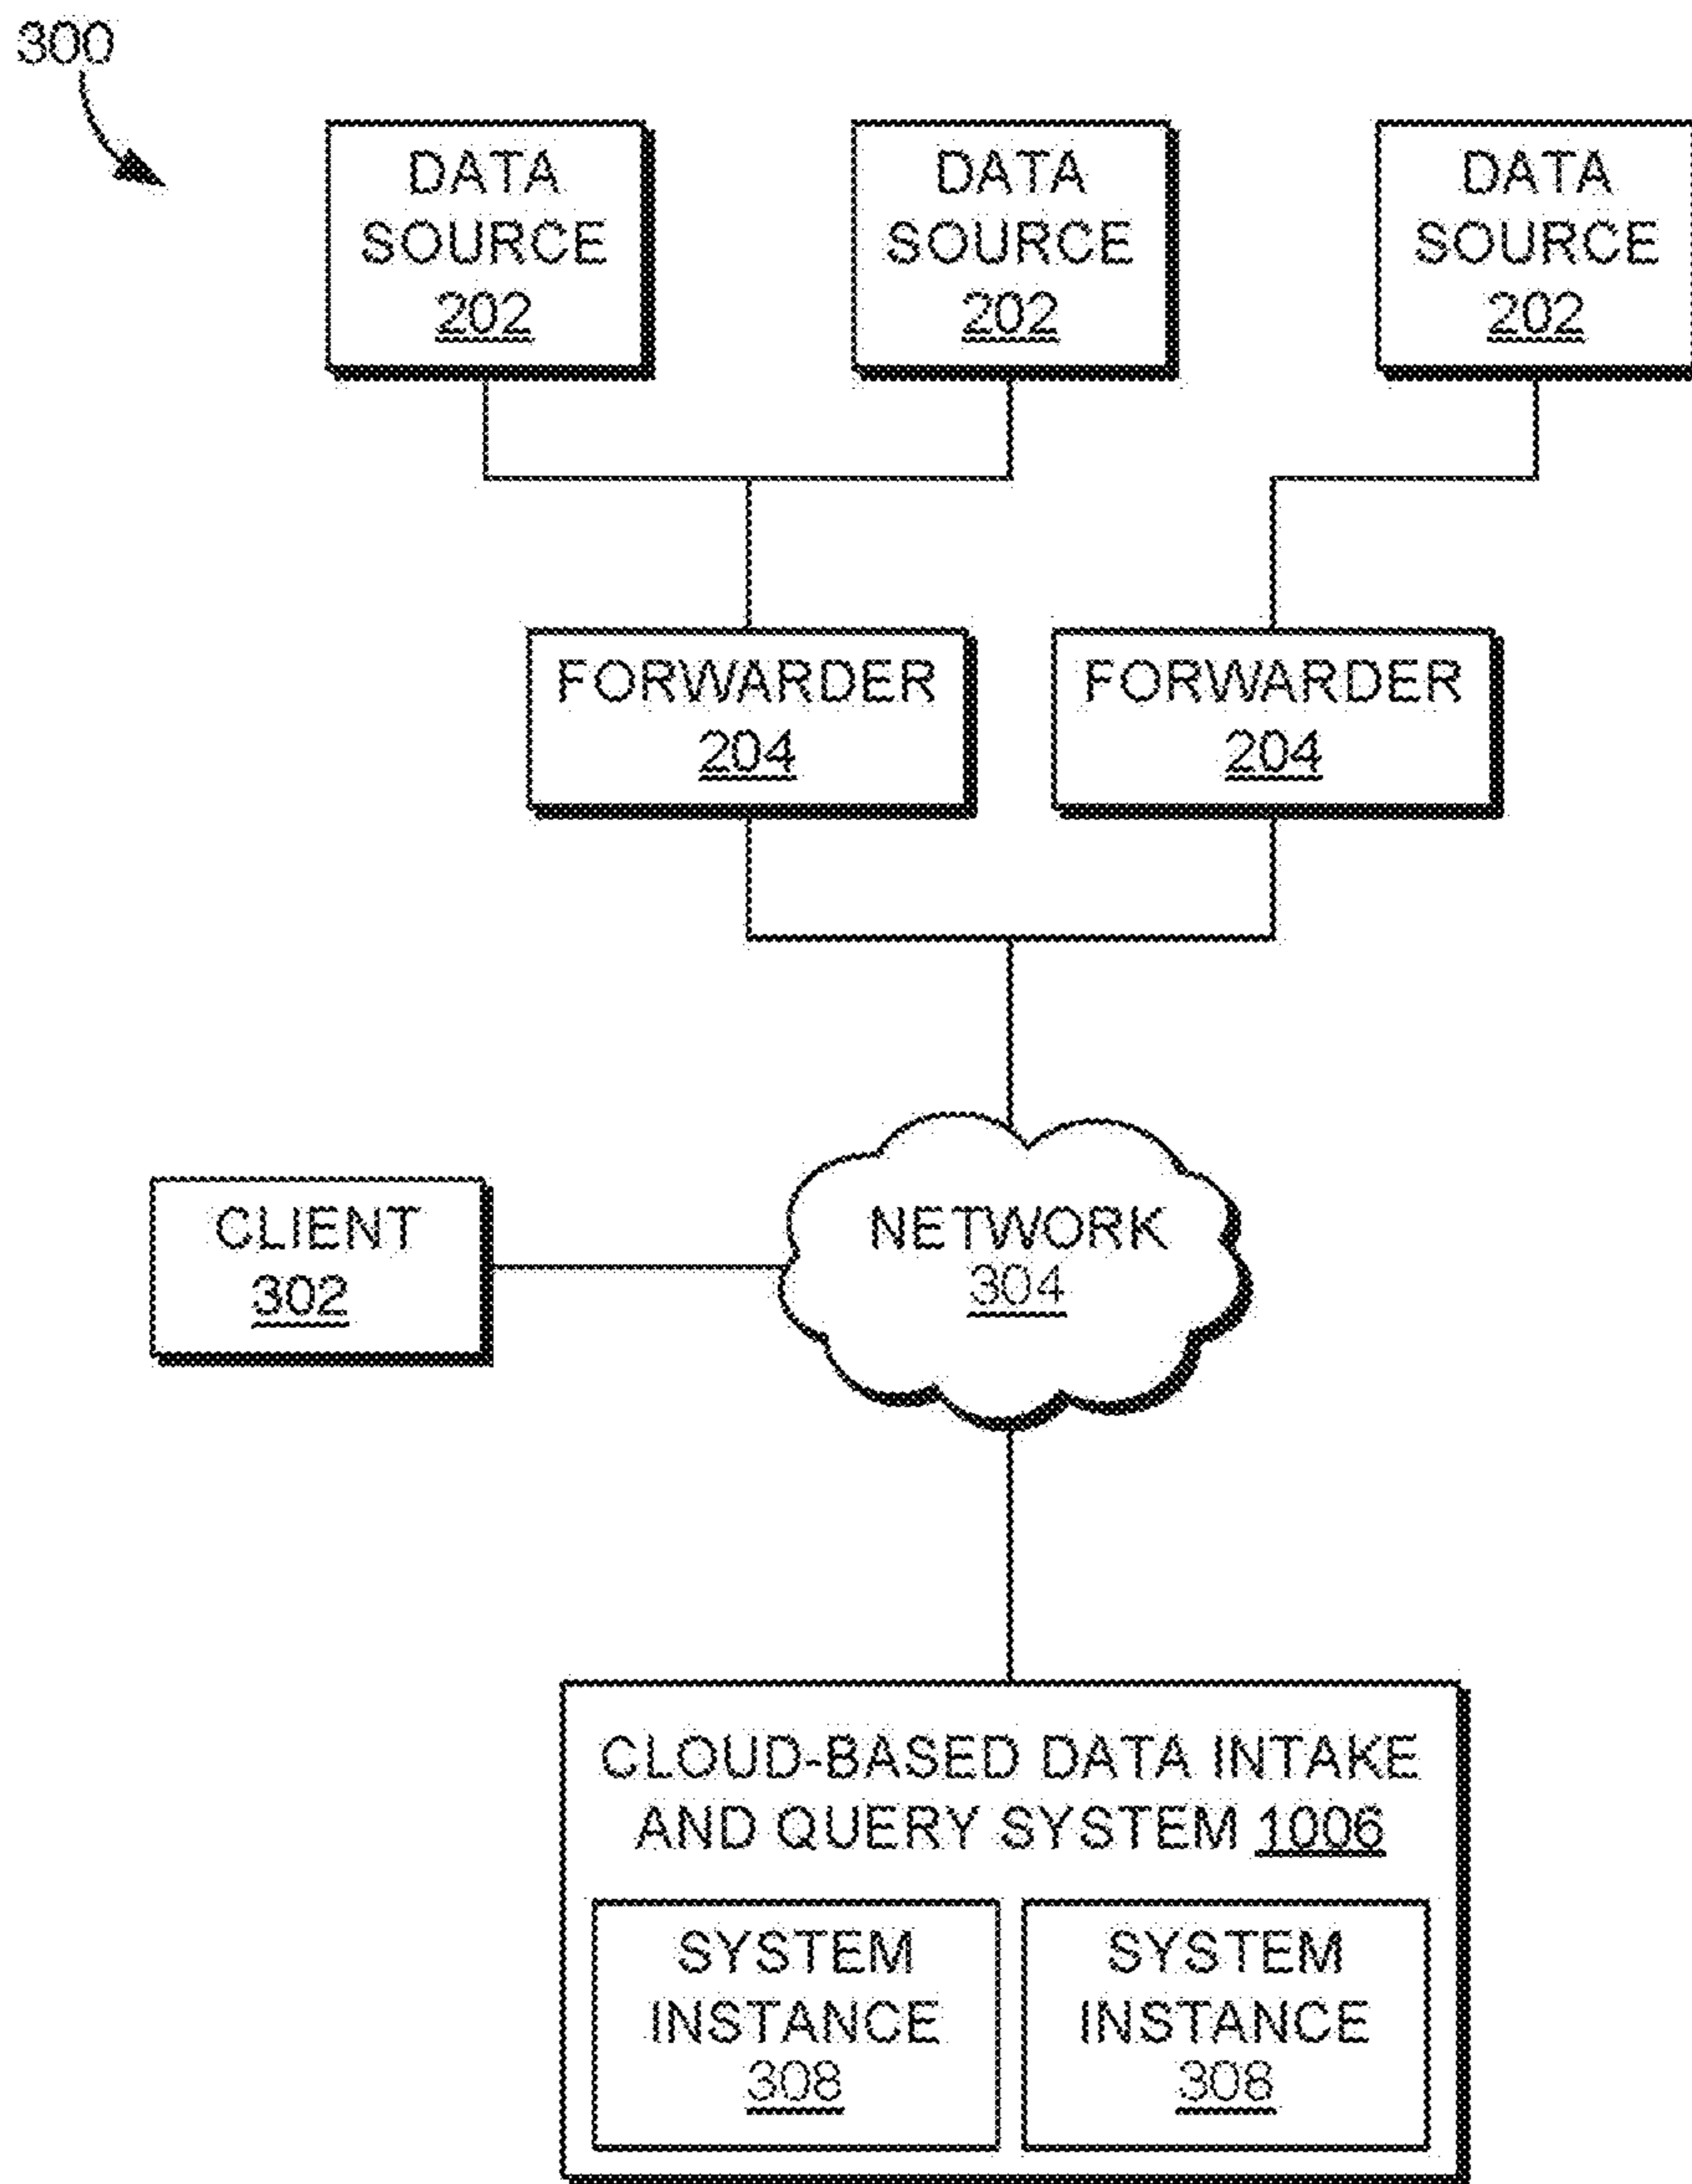 300
DATA
SOURCE
202
DATA
SOURCE
202
DATA
SOURCE
202
FORWARDER
204
FORWARDER
204
CLIENT
302
NETWORK
304
CLOUD-BASED DATA INTAKE
AND QUERY SYSTEM 1006
SYSTEM
INSTANCE
308
SYSTEM
INSTANCE
308